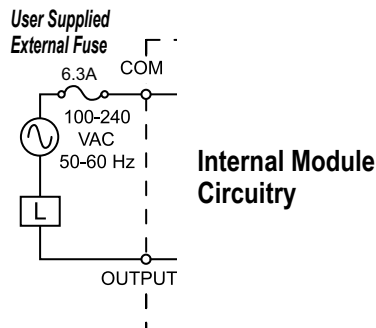 User Supplied
External Fuse
6.3A
COM
100-240
VAC
50-60 Hz
Internal Module
Circuitry
L
OUTPUT